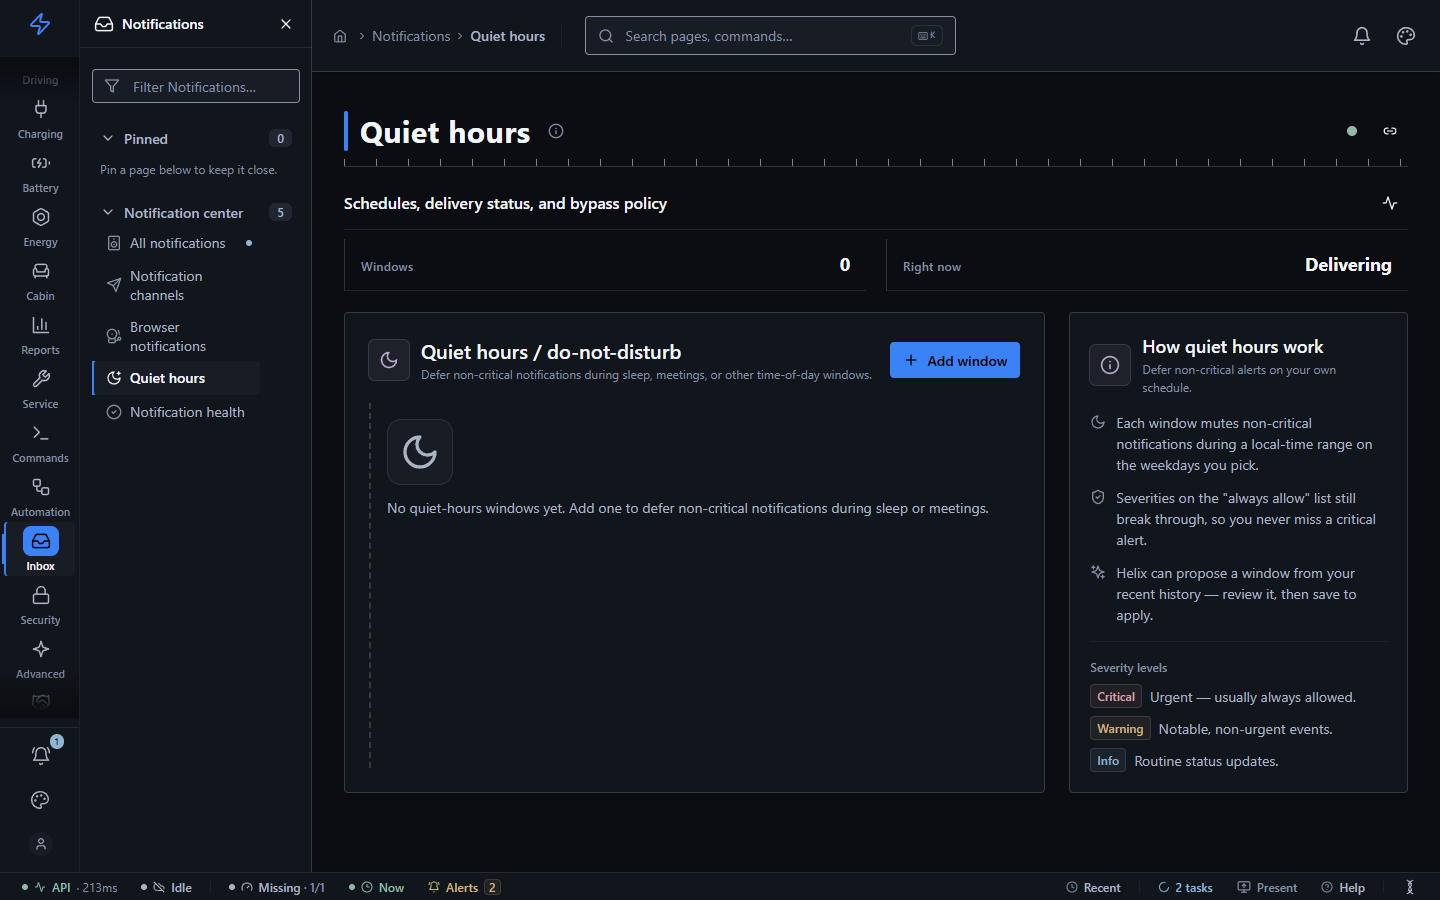 Notifications
Notifications
Quiet hours
Search pages, commands...
K
Driving
Charging
Battery
Energy
Cabin
Reports
Service
Commands
Automation
Inbox
Security
Advanced
1
Filter Notifications...
Pinned 0
Pin a page below to keep it close.
Notification center 5
All notifications
Notification
channels
Browser
notifications
Quiet hours
Notification health
Quiet hours
Schedules, delivery status, and bypass policy
Windows 0
Right now Delivering
Quiet hours / do-not-disturb
Defer non-critical notifications during sleep, meetings, or other time-of-day windows.
Add window
No quiet-hours windows yet. Add one to defer non-critical notifications during sleep or meetings.
How quiet hours work
Defer non-critical alerts on your own
schedule.
Each window mutes non-critical
notifications during a local-time range on
the weekdays you pick.
Severities on the "always allow" list still
break through, so you never miss a critical
alert.
Helix can propose a window from your
recent history — review it, then save to
apply.
Severity levels
Critical Urgent — usually always allowed.
Warning Notable, non-urgent events.
Info Routine status updates.
API · 213ms
Idle
Missing · 1/1
Now
Alerts 2
Recent
2 tasks
Present
Help